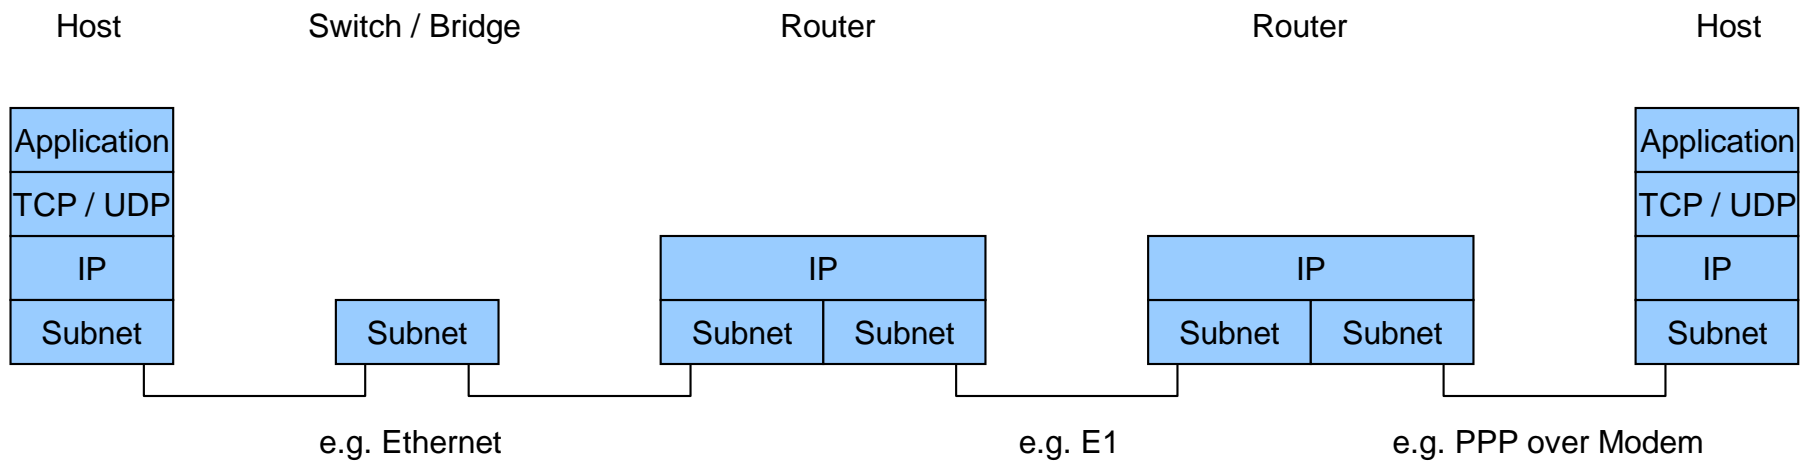 Host
Switch / Bridge
Router
Router
Host
Application
TCP / UDP
IP
Subnet
Subnet
IP
Subnet
Subnet
IP
Subnet
Subnet
Application
TCP / UDP
IP
Subnet
e.g. Ethernet
e.g. E1
e.g. PPP over Modem